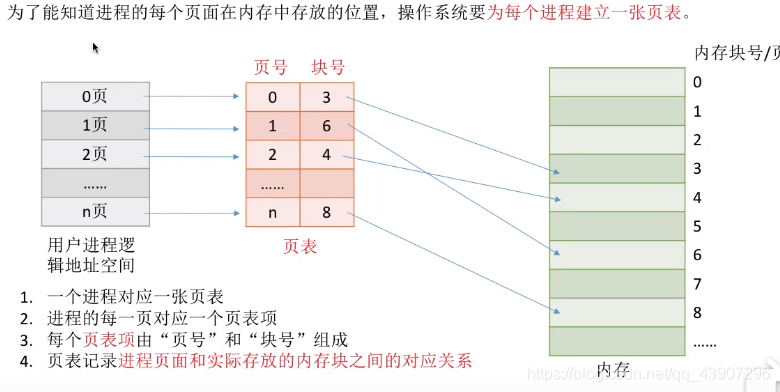 为了能知道进程的每个页面在内存中存放的位置，操作系统要为每个进程建立一张页表。
内存块号/页
页号 块号
0页
1页
2页
......
n页
0 3
1 6
2 4
......
n 8
0
1
2
3
4
5
6
7
8
......
用户进程逻
辑地址空间
页表
内存
1. 一个进程对应一张页表
2. 进程的每一页对应一个页表项
3. 每个页表项由“页号”和“块号”组成
4. 页表记录进程页面和实际存放的内存块之间的对应关系
https://blog.csdn.net/qq_43907296